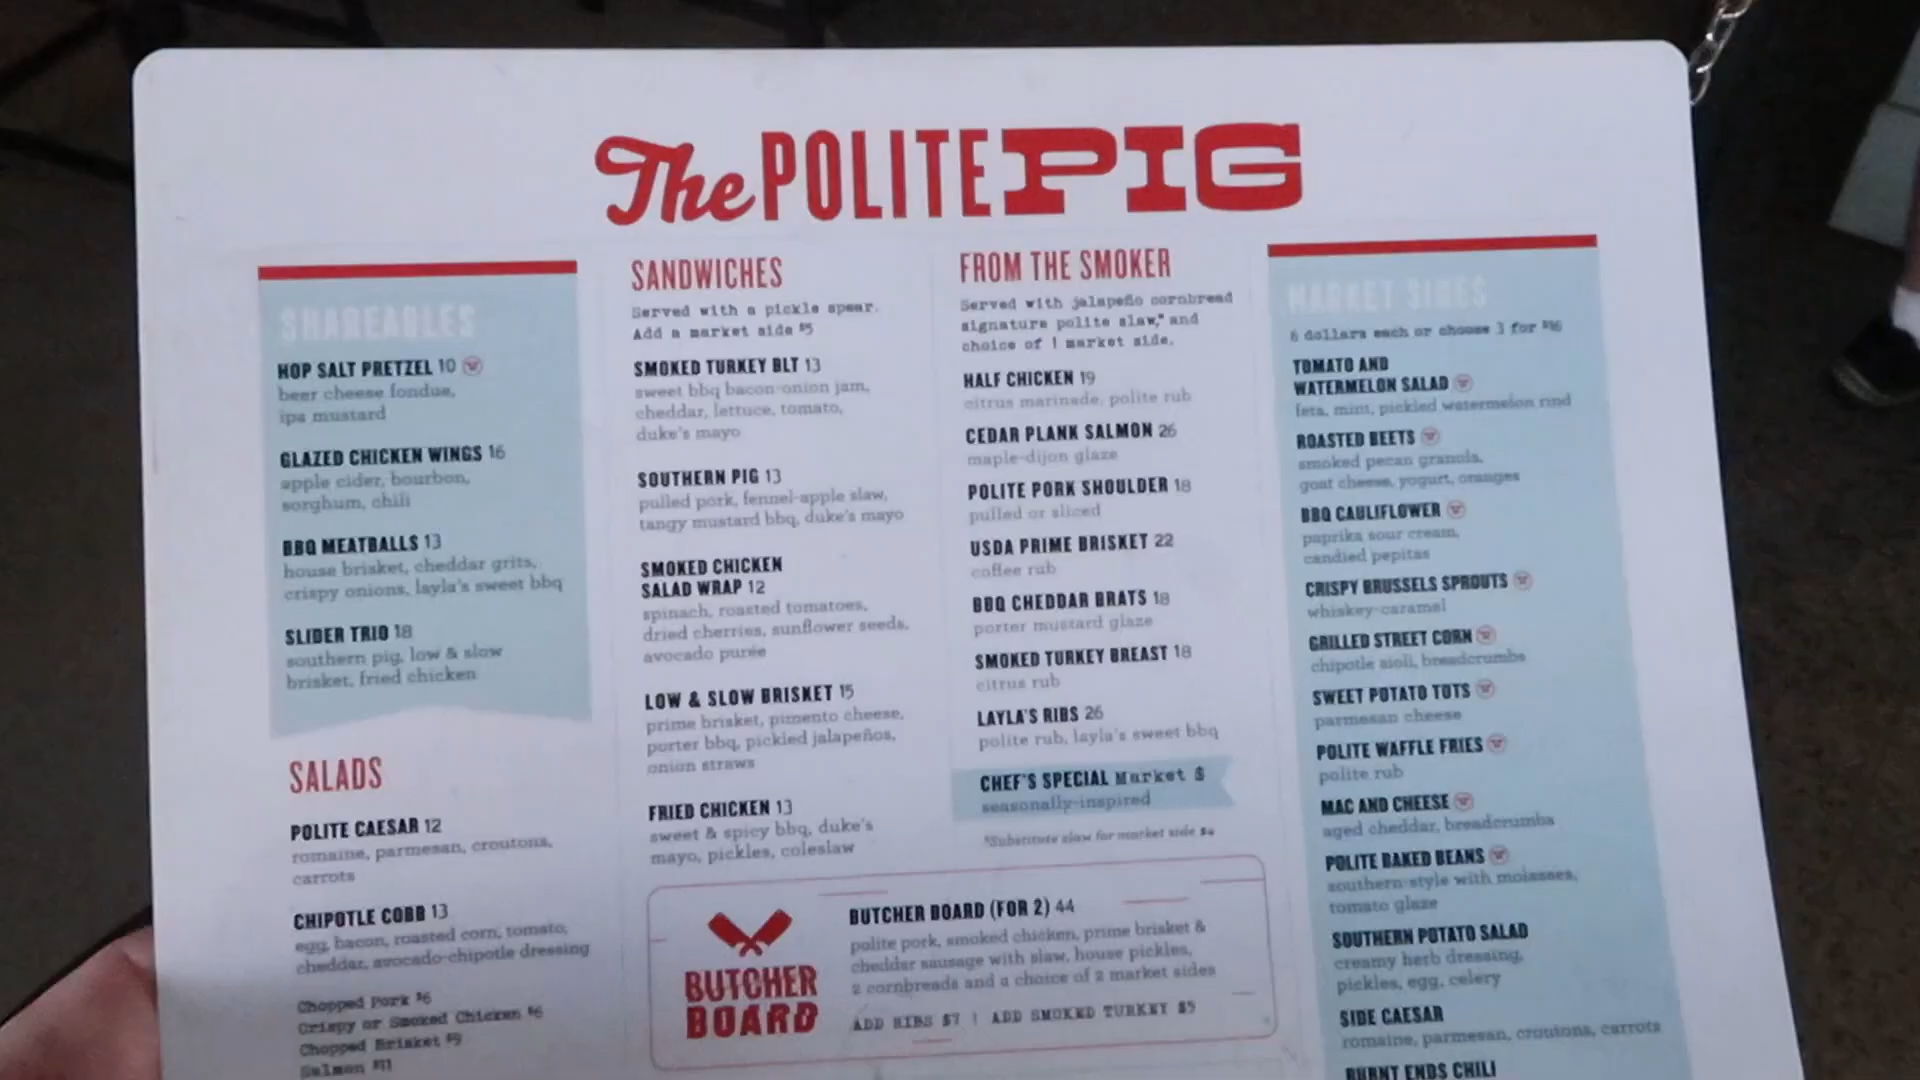 The POLITE PIG
SHAREABLES
HOP SALT PRETZEL 10
beer cheese fondue,
ipa mustard
GLAZED CHICKEN WINGS 16
apple cider, bourbon,
sorghum, chili
BBQ MEATBALLS 13
house brisket, cheddar grits,
crispy onions, layla's sweet bbq
SLIDER TRIO 18
southern pig, low & slow
brisket, fried chicken
SALADS
POLITE CAESAR 12
romaine, parmesan, croutons,
carrots
CHIPOTLE COBB 13
egg, bacon, roasted corn, tomato,
cheddar, avocado-chipotle dressing
Chopped Pork $6
Crispy or Smoked Chicken $6
Chopped Brisket $9
Salmon $11
SANDWICHES
Served with a pickle spear.
Add a market side $5
SMOKED TURKEY BLT 13
sweet bbq bacon-onion jam,
cheddar, lettuce, tomato,
duke's mayo
SOUTHERN PIG 13
pulled pork, fennel-apple slaw,
tangy mustard bbq, duke's mayo
SMOKED CHICKEN
SALAD WRAP 12
spinach, roasted tomatoes,
dried cherries, sunflower seeds,
avocado purée
LOW & SLOW BRISKET 15
prime brisket, pimento cheese,
porter bbq, pickled jalapeños,
onion straws
FRIED CHICKEN 13
sweet & spicy bbq, duke's
mayo, pickles, coleslaw
FROM THE SMOKER
Served with jalapeño cornbread
signature polite slaw,* and
choice of 1 market side.
HALF CHICKEN 19
citrus marinade, polite rub
CEDAR PLANK SALMON 26
maple-dijon glaze
POLITE PORK SHOULDER 18
pulled or sliced
USDA PRIME BRISKET 22
coffee rub
BBQ CHEDDAR BRATS 18
porter mustard glaze
SMOKED TURKEY BREAST 18
citrus rub
LAYLA'S RIBS 26
polite rub, layla's sweet bbq
CHEF'S SPECIAL Market $
seasonally-inspired
*Substitute slaw for market side $4
BUTCHER
BOARD
BUTCHER BOARD (FOR 2) 44
polite pork, smoked chicken, prime brisket &
cheddar sausage with slaw, house pickles,
2 cornbreads and a choice of 2 market sides
ADD RIBS $7 | ADD SMOKED TURKEY $5
MARKET SIDES
6 dollars each or choose 3 for $16
TOMATO AND
WATERMELON SALAD
feta, mint, pickled watermelon rind
ROASTED BEETS
smoked pecan granola,
goat cheese, yogurt, oranges
BBQ CAULIFLOWER
paprika sour cream,
candied pepitas
CRISPY BRUSSELS SPROUTS
whiskey-caramel
GRILLED STREET CORN
chipotle aioli, breadcrumbs
SWEET POTATO TOTS
parmesan cheese
POLITE WAFFLE FRIES
polite rub
MAC AND CHEESE
aged cheddar, breadcrumbs
POLITE BAKED BEANS
southern-style with molasses,
tomato glaze
SOUTHERN POTATO SALAD
creamy herb dressing,
pickles, egg, celery
SIDE CAESAR
romaine, parmesan, croutons, carrots
BURNT ENDS CHILI